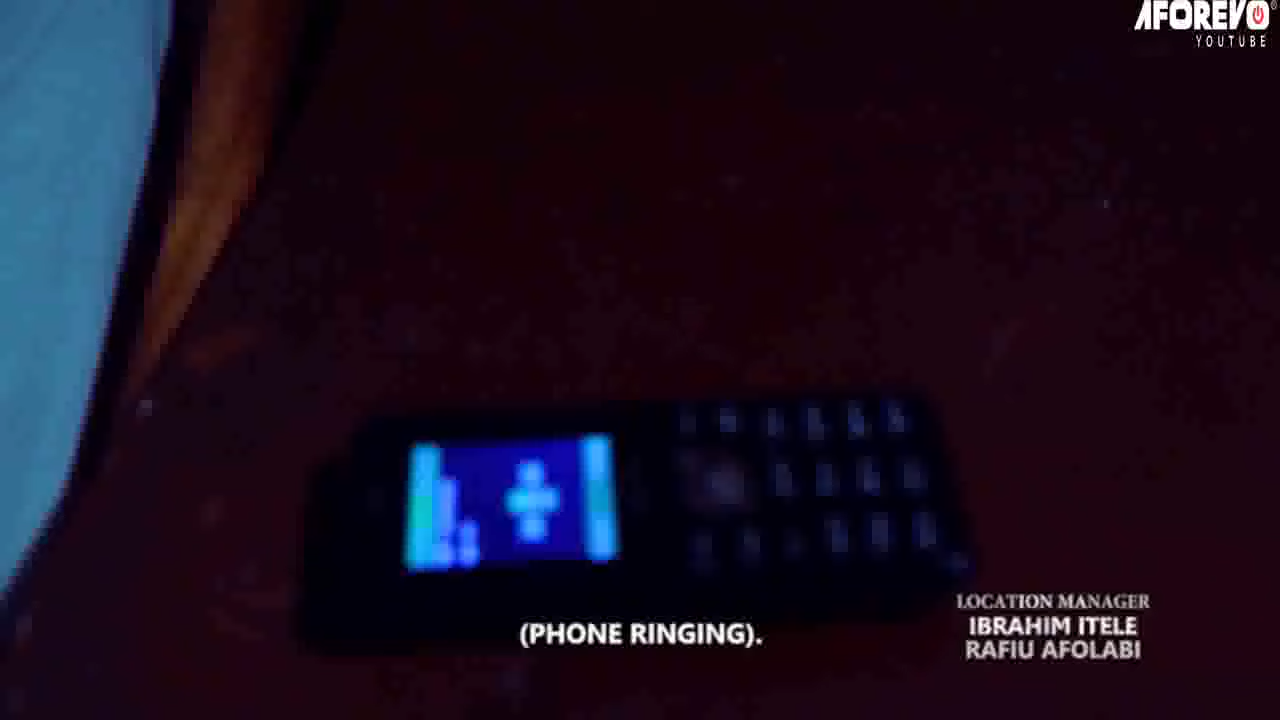 AFOREVO
YOUTUBE
(PHONE RINGING).
LOCATION MANAGER
IBRAHIM ITELE
RAFIU AFOLABI